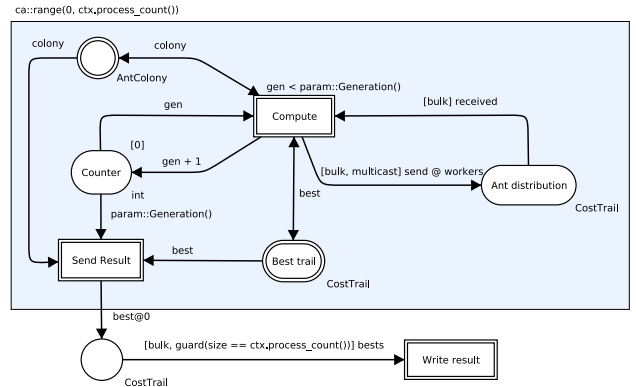 ca::range(0, ctx.process_count())
colony
colony
AntColony
gen < param::Generation()
gen
Compute
[bulk] received
[0]
gen + 1
Counter
int
[bulk, multicast] send @ workers
Ant distribution
CostTrail
best
param::Generation()
Send Result
best
Best trail
CostTrail
best@0
[bulk, guard(size == ctx.process_count())] bests
Write result
CostTrail